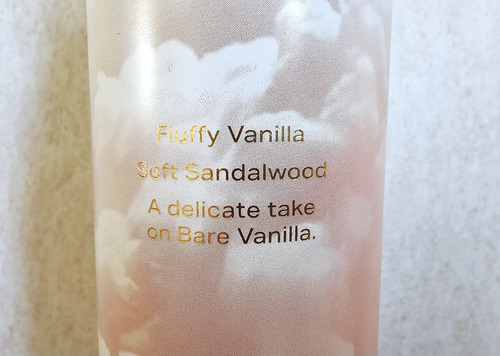 Fluffy Vanilla
Soft Sandalwood
A delicate take
on Bare Vanilla.